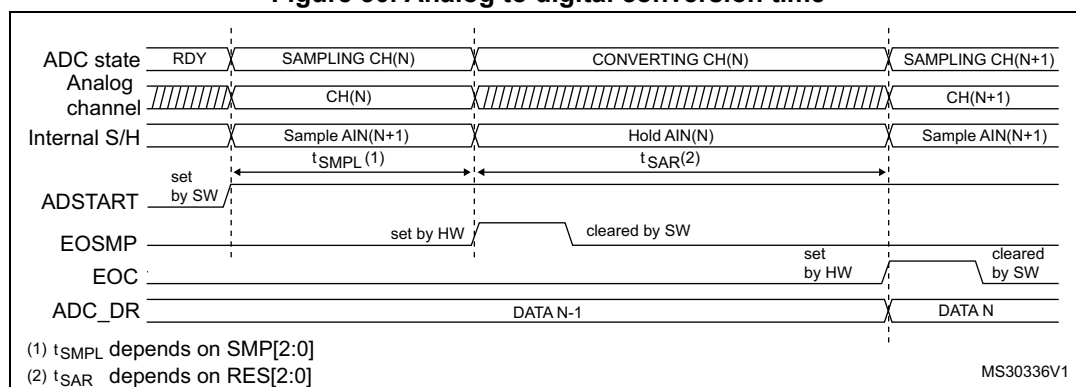 Figure Analog to digital conversion time
ADC state RDY SAMPLING CH(N) CONVERTING CH(N) SAMPLING CH(N+1)
Analog channel CH(N) CH(N+1)
Internal S/H Sample AIN(N+1) Hold AIN(N) Sample AIN(N+1)
tSMPL(1) tSAR(2)
ADSTART set by SW
EOSMP set by HW cleared by SW
EOC set by HW cleared by SW
ADC_DR DATA N-1 DATA N
(1) tSMPL depends on SMP[2:0]
(2) tSAR depends on RES[2:0]
MS30336V1